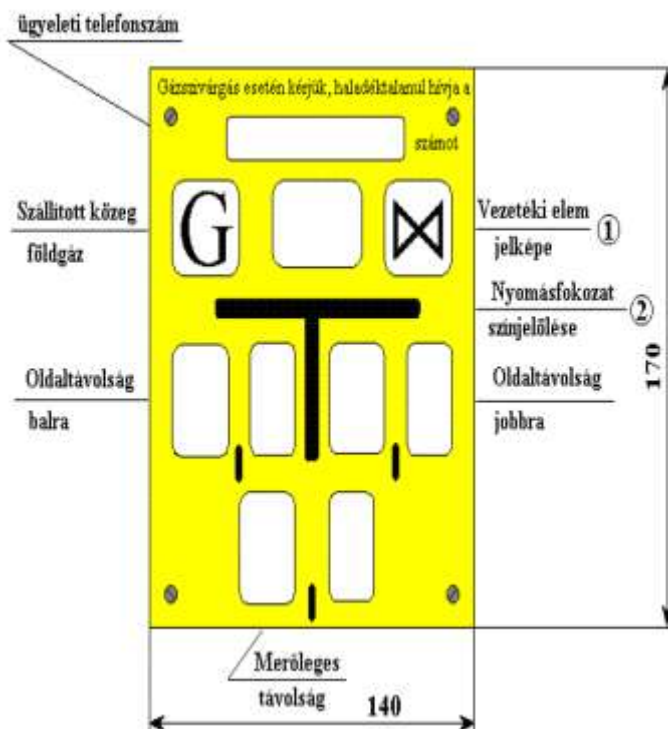 ügyeleti telefonszám
Gázszivárgás esetén kérjük, haladéktalanul hívja a
számot
Szállított közeg
földgáz
G
Vezetéki elem
jelképe
1
Nyomásfokozat
színjelölése
2
Oldaltávolság
balra
Oldaltávolság
jobbra
170
Merőleges
távolság
140